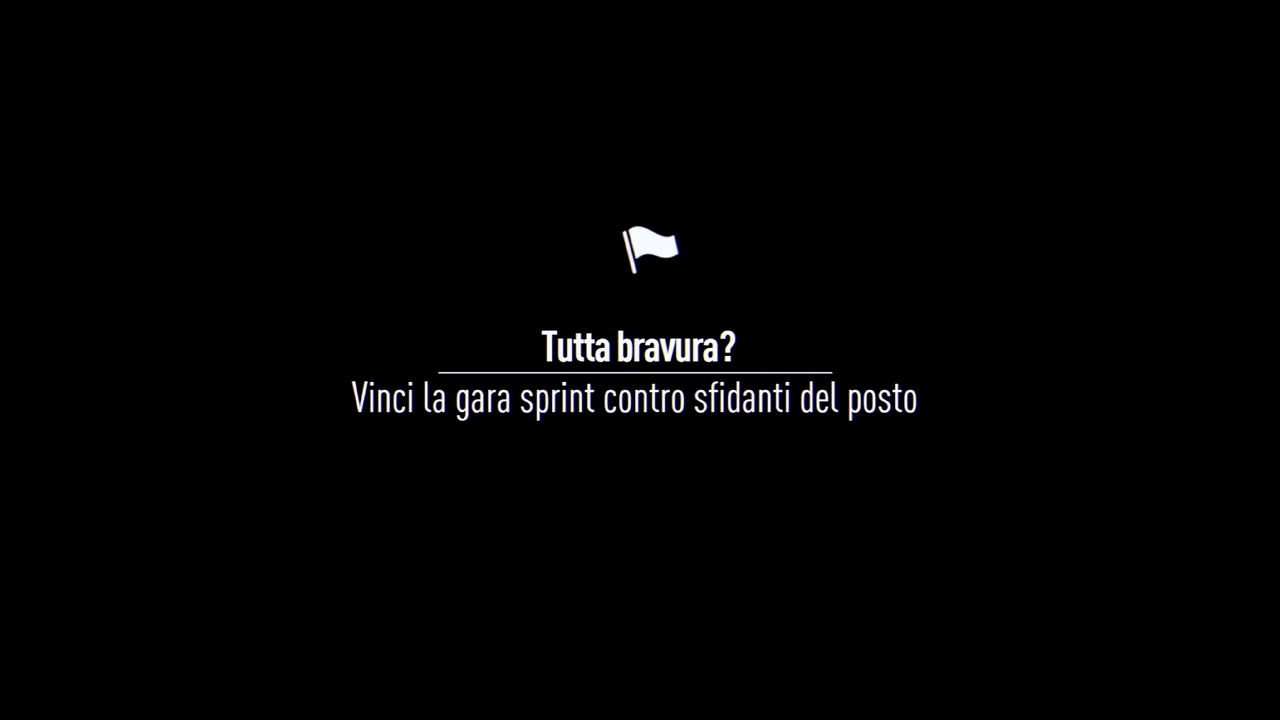 Tutta bravura?
Vinci la gara sprint contro sfidanti del posto